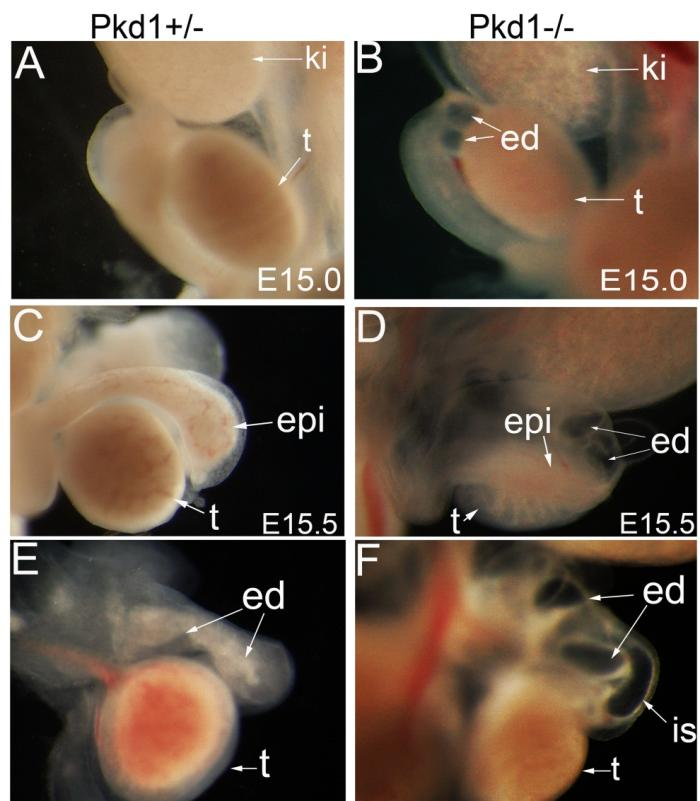 Pkd1+/- Pkd1-/-
A ki t E15.0
B ki ed t E15.0
C epi t E15.5
D epi ed t E15.5
E ed t
F ed is t